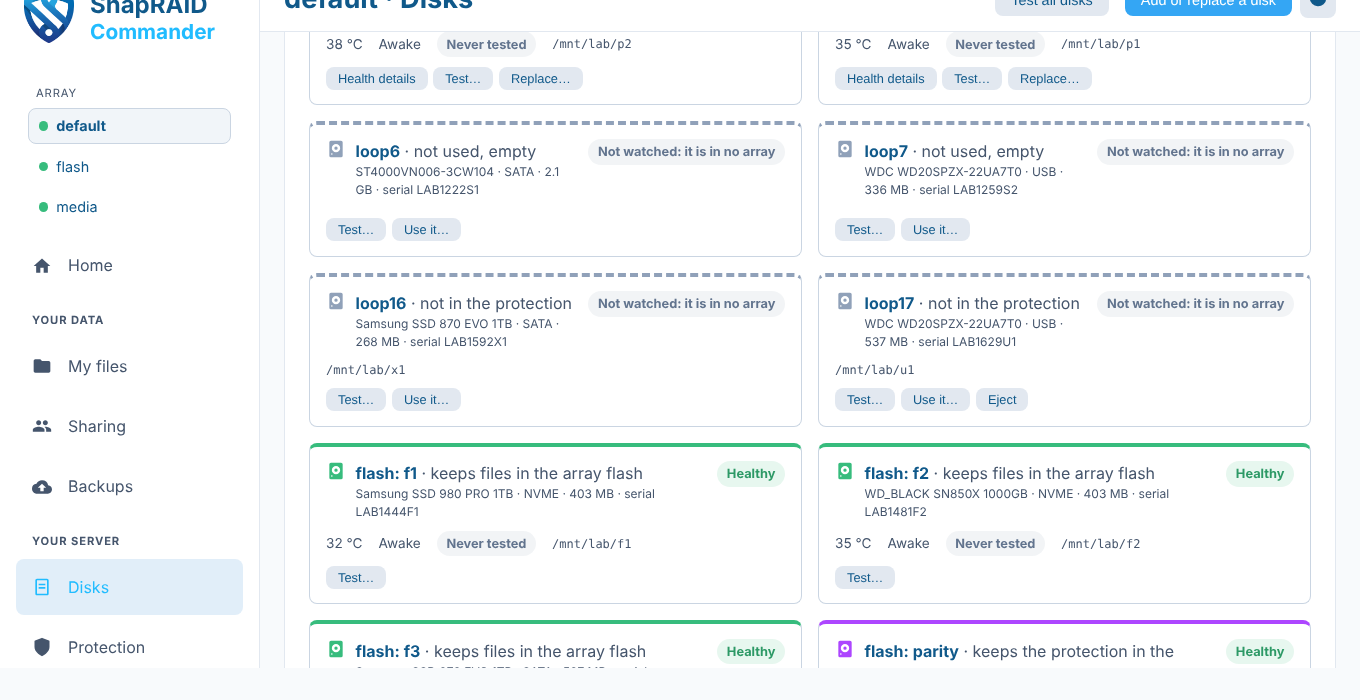 SnapRAID
Commander
ARRAY
default
flash
media
Home
YOUR DATA
My files
Sharing
Backups
YOUR SERVER
Disks
Protection
default · Disks
Test all disks
Add or replace a disk
38 °C Awake Never tested /mnt/lab/p2
Health details Test… Replace…
35 °C Awake Never tested /mnt/lab/p1
Health details Test… Replace…
loop6 · not used, empty Not watched: it is in no array
ST4000VN006-3CW104 · SATA · 2.1
GB · serial LAB1222S1
Test… Use it…
loop7 · not used, empty Not watched: it is in no array
WDC WD20SPZX-22UA7T0 · USB ·
336 MB · serial LAB1259S2
Test… Use it…
loop16 · not in the protection Not watched: it is in no array
Samsung SSD 870 EVO 1TB · SATA ·
268 MB · serial LAB1592X1
/mnt/lab/x1
Test… Use it…
loop17 · not in the protection Not watched: it is in no array
WDC WD20SPZX-22UA7T0 · USB ·
537 MB · serial LAB1629U1
/mnt/lab/u1
Test… Use it… Eject
flash: f1 · keeps files in the array flash Healthy
Samsung SSD 980 PRO 1TB · NVME · 403 MB · serial
LAB1444F1
32 °C Awake Never tested /mnt/lab/f1
Test…
flash: f2 · keeps files in the array flash Healthy
WD_BLACK SN850X 1000GB · NVME · 403 MB · serial
LAB1481F2
35 °C Awake Never tested /mnt/lab/f2
Test…
flash: f3 · keeps files in the array flash Healthy
flash: parity · keeps the protection in the Healthy